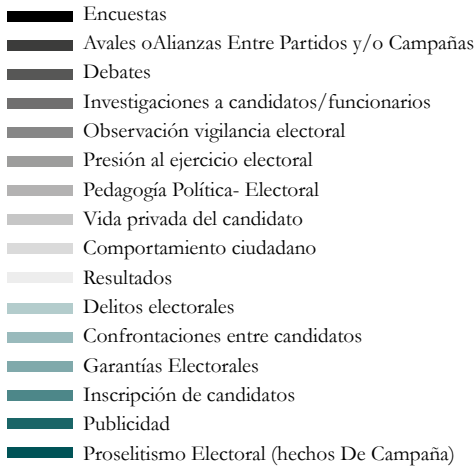 Encuestas
Avales oAlianzas Entre Partidos y/o Campañas
Debates
Investigaciones a candidatos/funcionarios
Observación vigilancia electoral
Presión al ejercicio electoral
Pedagogía Política- Electoral
Vida privada del candidato
Comportamiento ciudadano
Resultados
Delitos electorales
Confrontaciones entre candidatos
Garantías Electorales
Inscripción de candidatos
Publicidad
Proselitismo Electoral (hechos De Campaña)